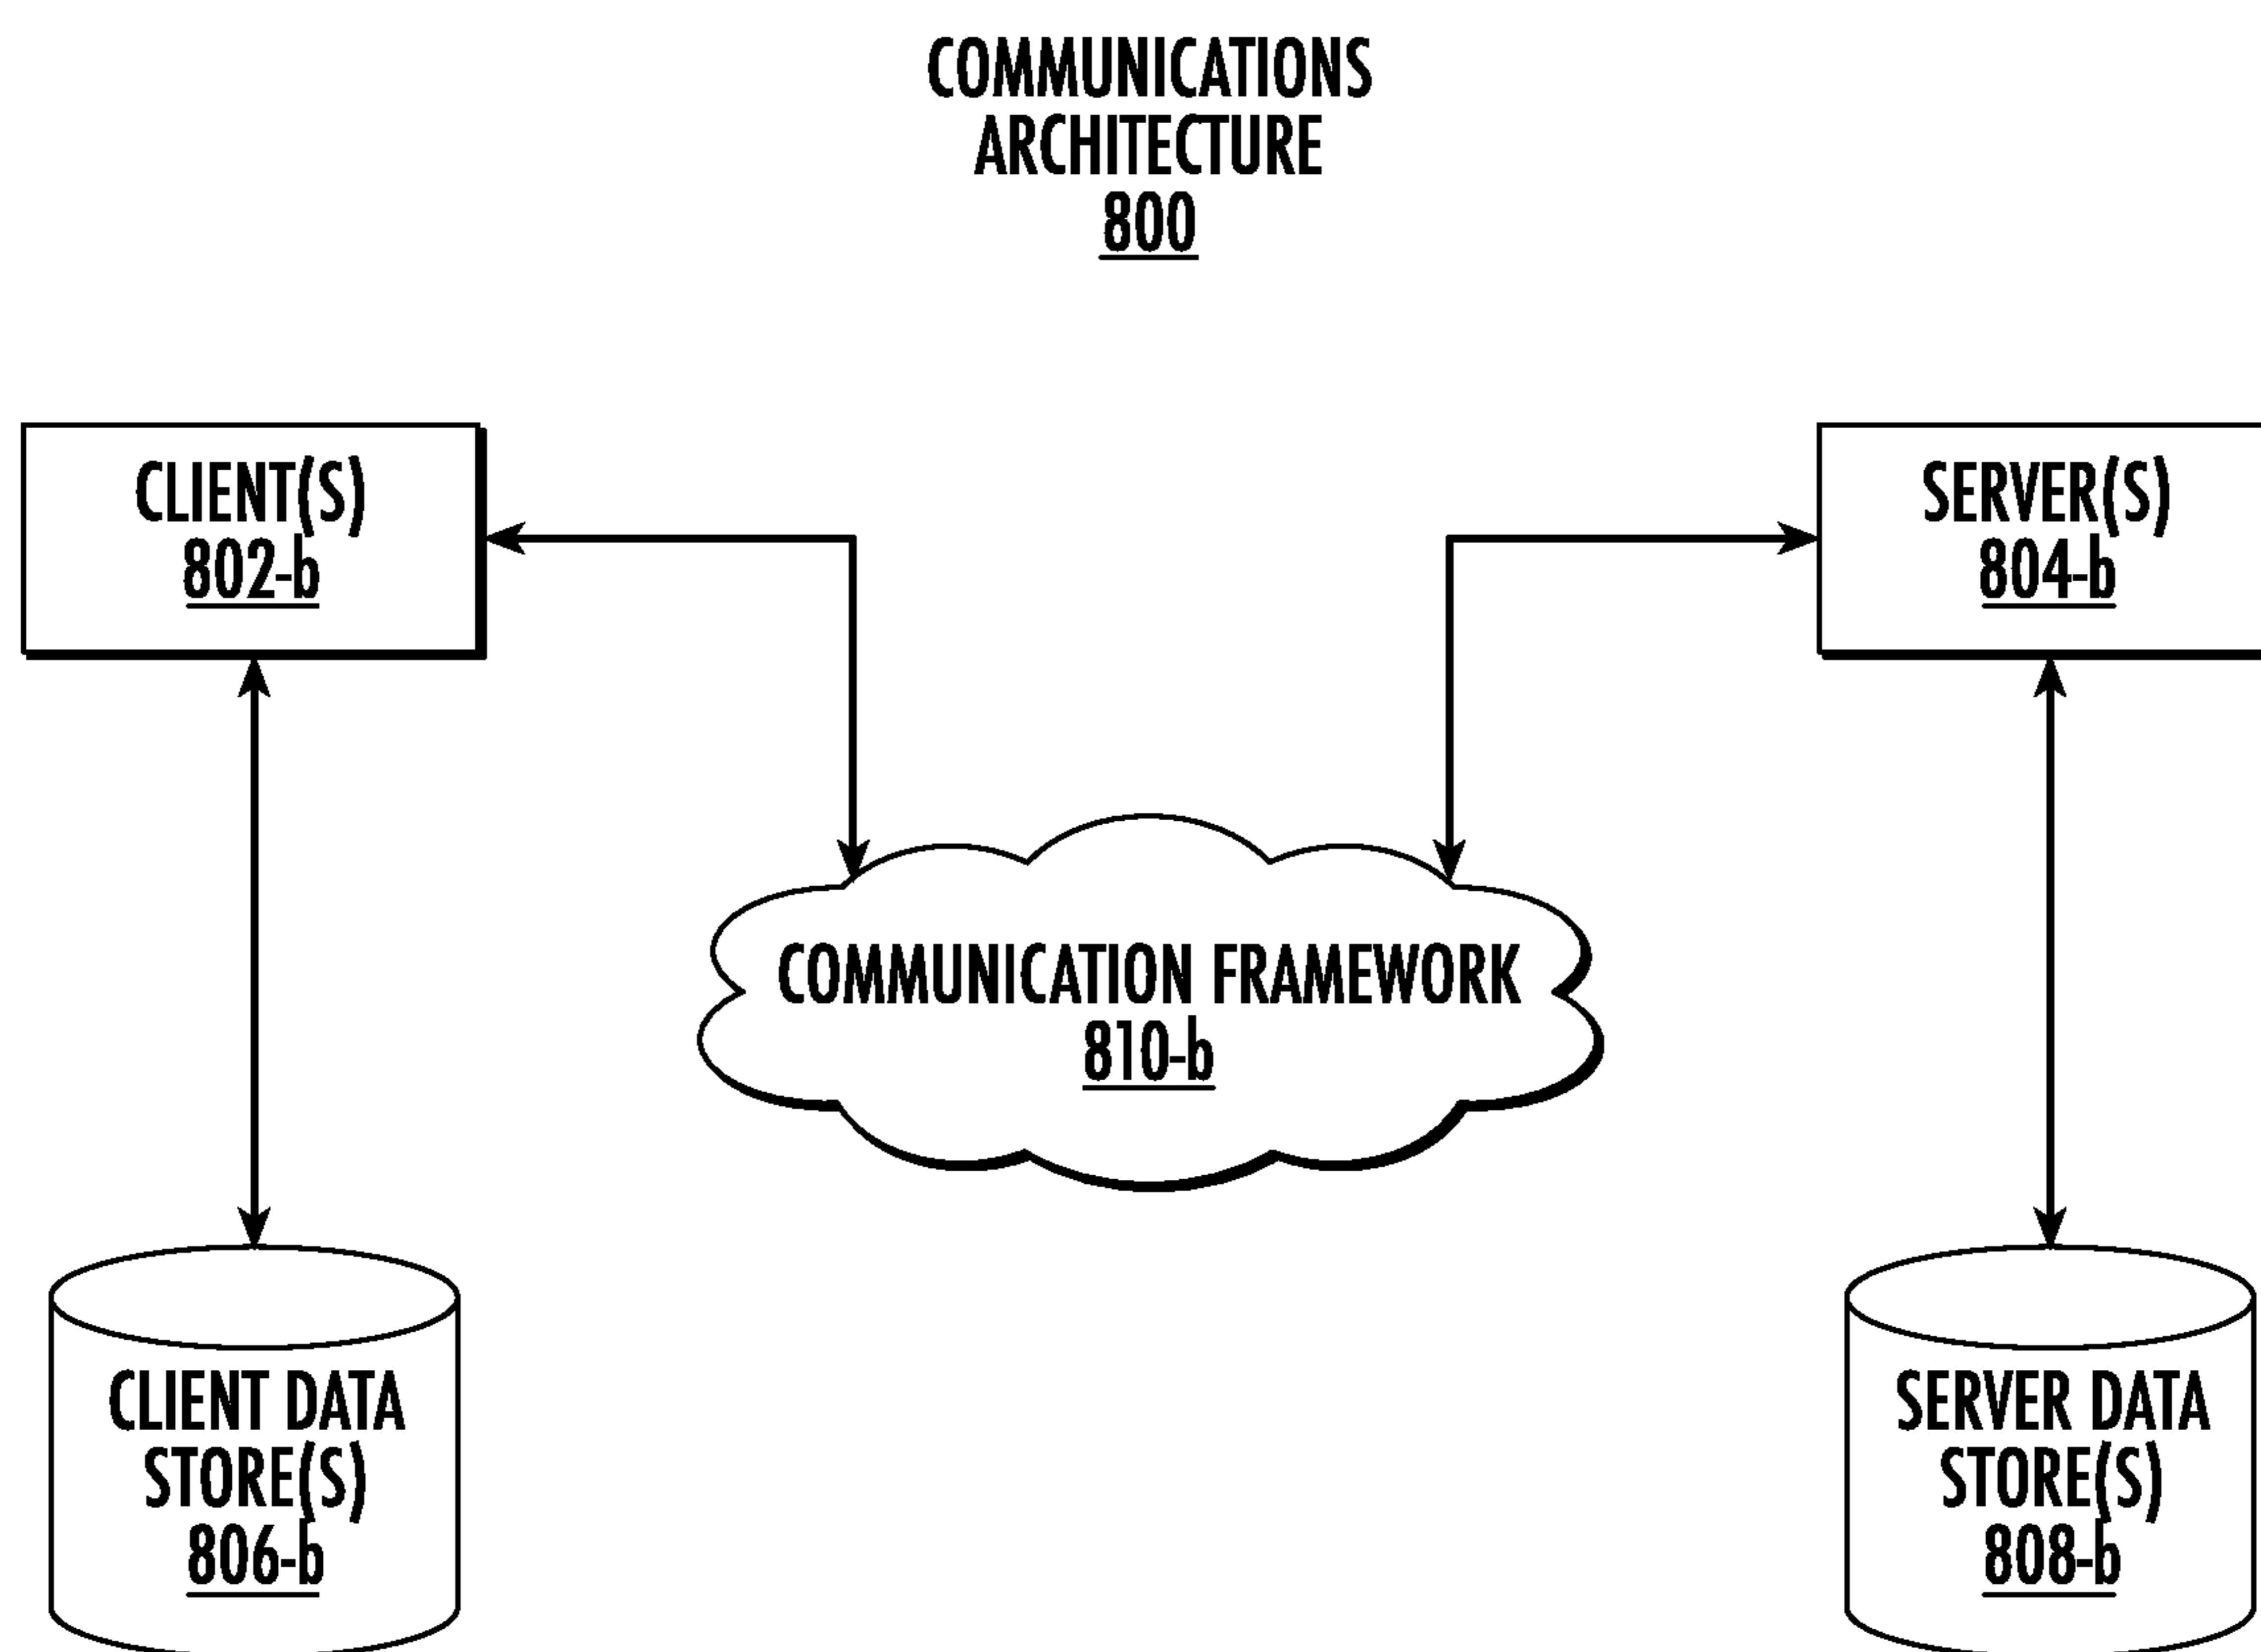 COMMUNICATIONS
ARCHITECTURE
800
CLIENT(S)
802-b
SERVER(S)
804-b
COMMUNICATION FRAMEWORK
810-b
CLIENT DATA
STORE(S)
806-b
SERVER DATA
STORE(S)
808-b